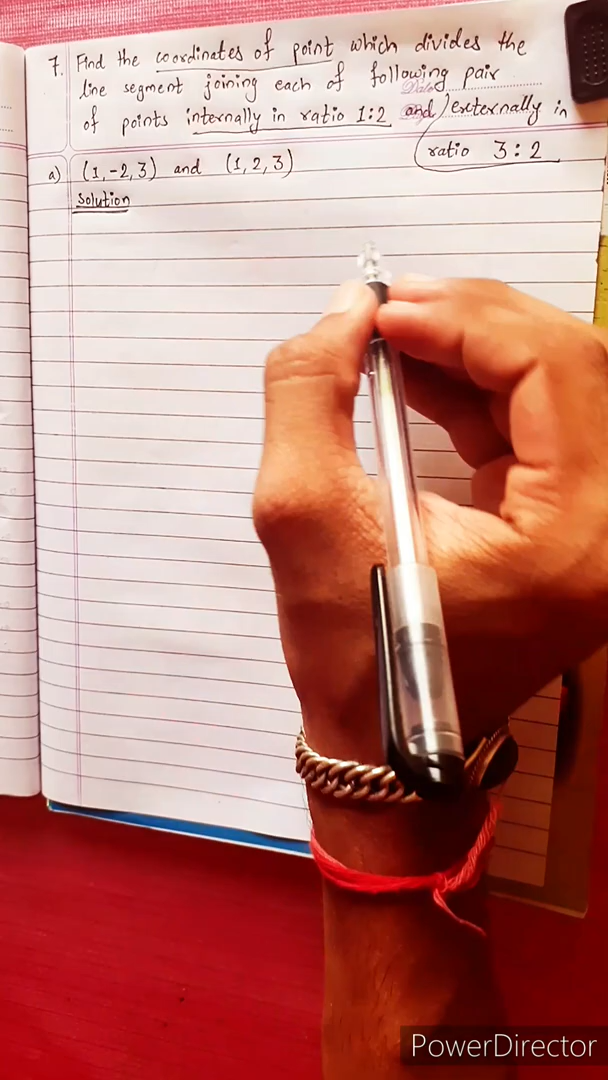 7. Find the coordinates of point which divides the
line segment joining each of following pair
Date
of points internally in ratio 1:2 and externally in
ratio 3:2
a) (1,-2,3) and (1,2,3)
Solution
PowerDirector